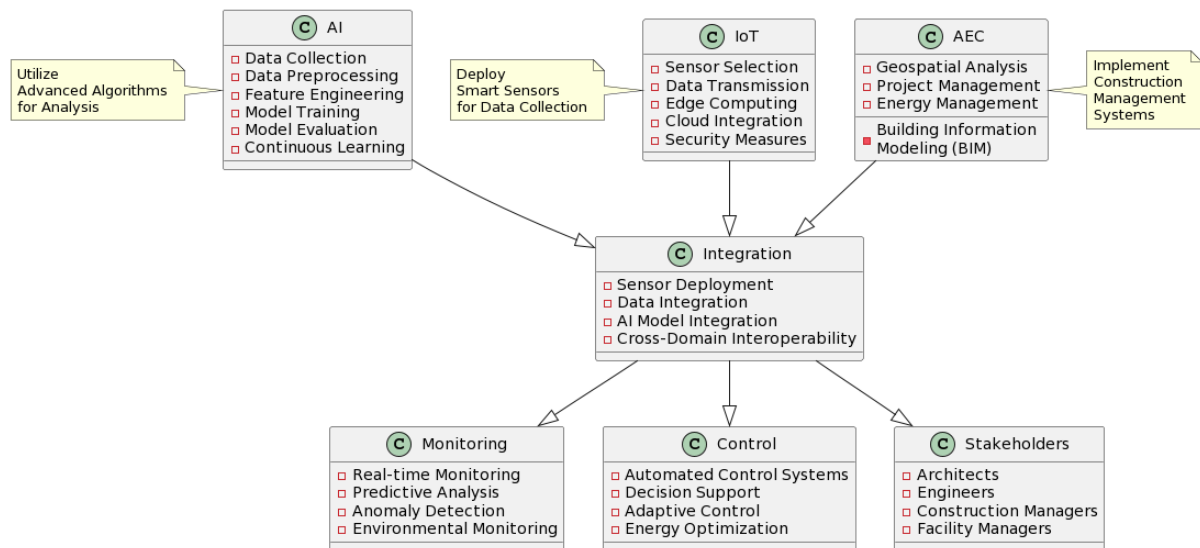 C AI
Data Collection
Data Preprocessing
Feature Engineering
Model Training
Model Evaluation
Continuous Learning
Utilize
Advanced Algorithms
for Analysis
C IoT
Sensor Selection
Data Transmission
Edge Computing
Cloud Integration
Security Measures
Deploy
Smart Sensors
for Data Collection
C AEC
Geospatial Analysis
Project Management
Energy Management
Building Information
Modeling (BIM)
Implement
Construction
Management
Systems
C Integration
Sensor Deployment
Data Integration
AI Model Integration
Cross-Domain Interoperability
C Monitoring
Real-time Monitoring
Predictive Analysis
Anomaly Detection
Environmental Monitoring
C Control
Automated Control Systems
Decision Support
Adaptive Control
Energy Optimization
C Stakeholders
Architects
Engineers
Construction Managers
Facility Managers